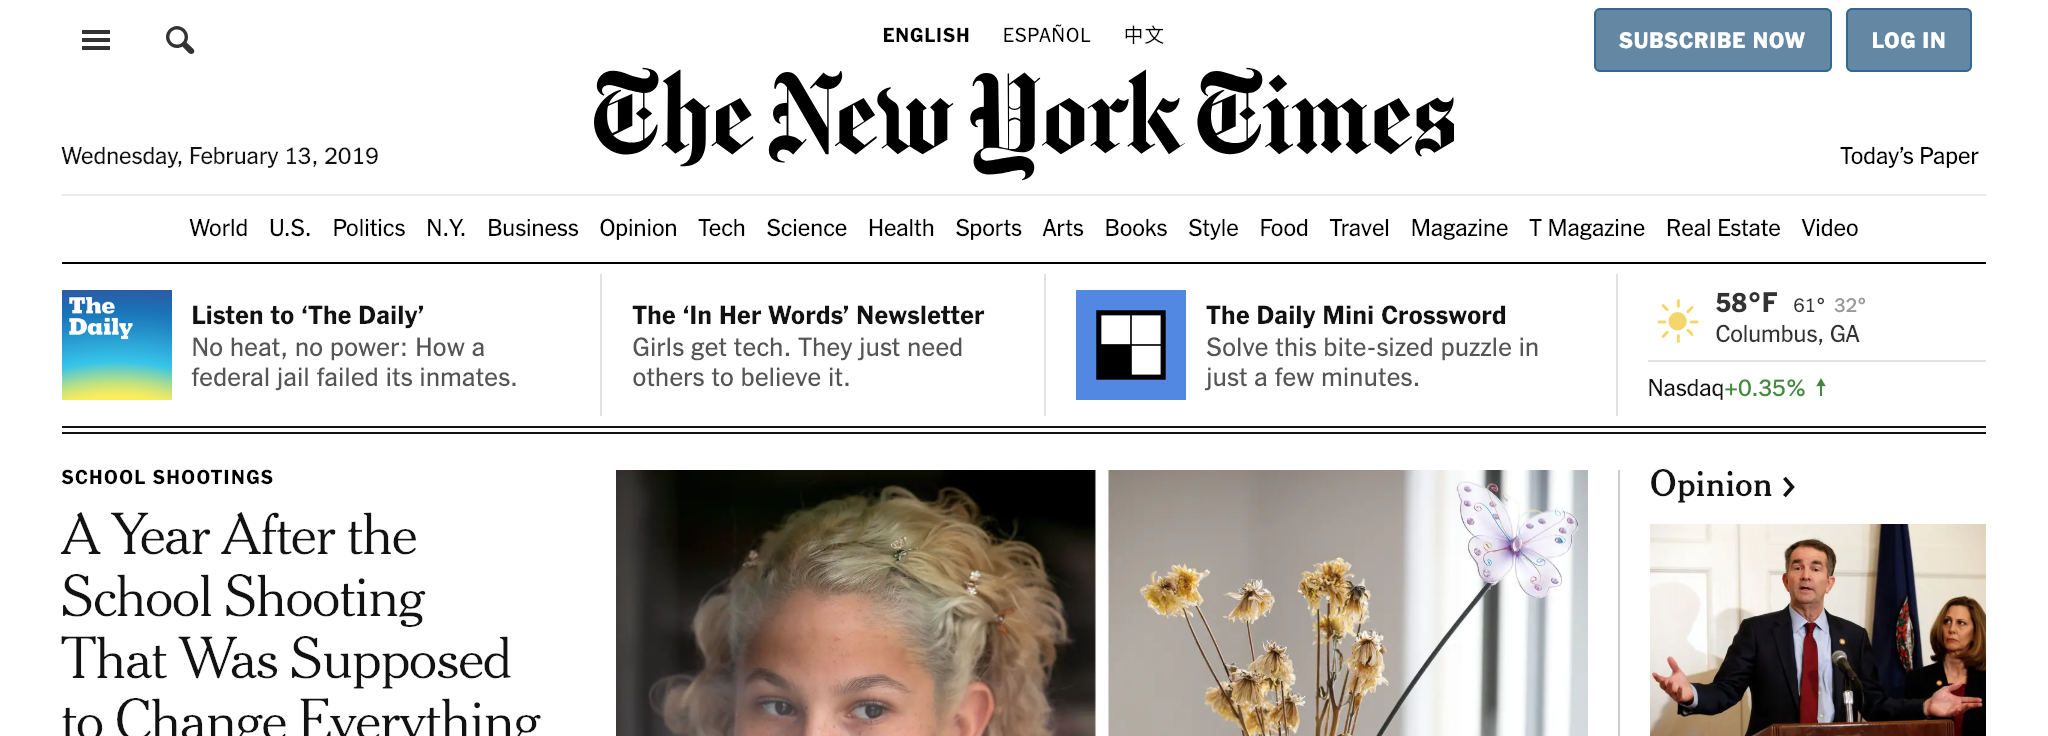 ENGLISH ESPAÑOL 中文
SUBSCRIBE NOW
LOG IN
The New York Times
Wednesday, February 13, 2019
Today’s Paper
World U.S. Politics N.Y. Business Opinion Tech Science Health Sports Arts Books Style Food Travel Magazine T Magazine Real Estate Video
The
Daily
Listen to ‘The Daily’
No heat, no power: How a
federal jail failed its inmates.
The ‘In Her Words’ Newsletter
Girls get tech. They just need
others to believe it.
The Daily Mini Crossword
Solve this bite-sized puzzle in
just a few minutes.
58°F 61° 32°
Columbus, GA
Nasdaq+0.35% ↑
SCHOOL SHOOTINGS
A Year After the
School Shooting
That Was Supposed
to Change Everything
Opinion ›